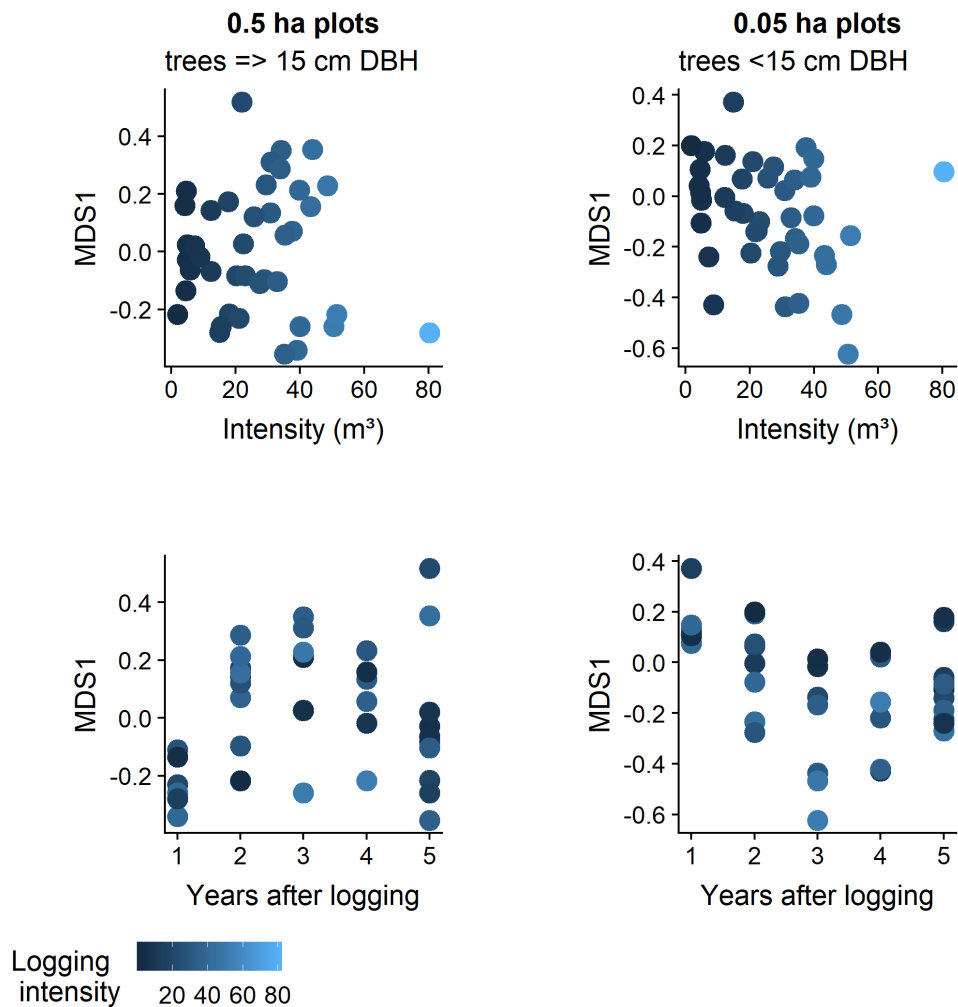 0.5 ha plots
trees => 15 cm DBH
0.4
0.2
0.0
-0.2
MDS1
0 20 40 60 80
Intensity (m³)
0.05 ha plots
trees <15 cm DBH
0.4
0.2
0.0
-0.2
-0.4
-0.6
MDS1
0 20 40 60 80
Intensity (m³)
0.4
0.2
0.0
-0.2
MDS1
1 2 3 4 5
Years after logging
0.4
0.2
0.0
-0.2
-0.4
-0.6
MDS1
1 2 3 4 5
Years after logging
Logging
intensity
20 40 60 80